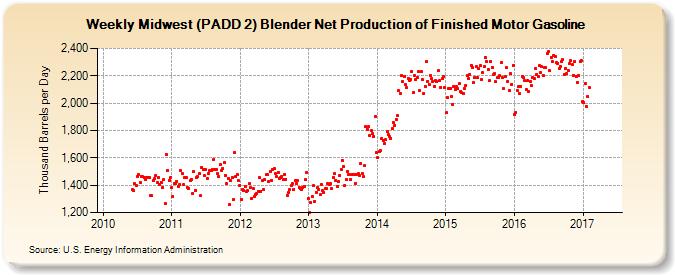 Weekly Midwest (PADD 2) Blender Net Production of Finished Motor Gasoline
Thousand Barrels per Day
2,400
2,200
2,000
1,800
1,600
1,400
1,200
2010 2011 2012 2013 2014 2015 2016 2017
Source: U.S. Energy Information Administration